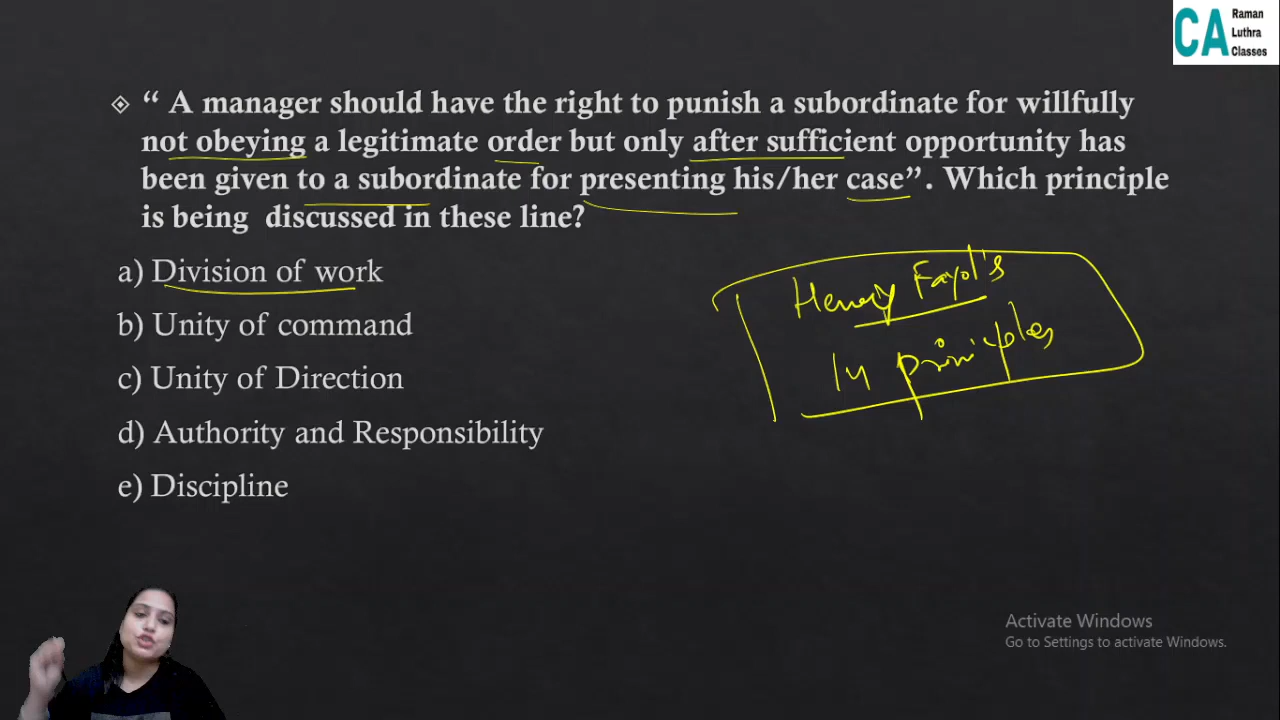 CA Raman
Luthra
Classes
“ A manager should have the right to punish a subordinate for willfully
not obeying a legitimate order but only after sufficient opportunity has
been given to a subordinate for presenting his/her case”. Which principle
is being discussed in these line?
a) Division of work
b) Unity of command
c) Unity of Direction
d) Authority and Responsibility
e) Discipline
Henry Fayol's
14 principles
Activate Windows
Go to Settings to activate Windows.